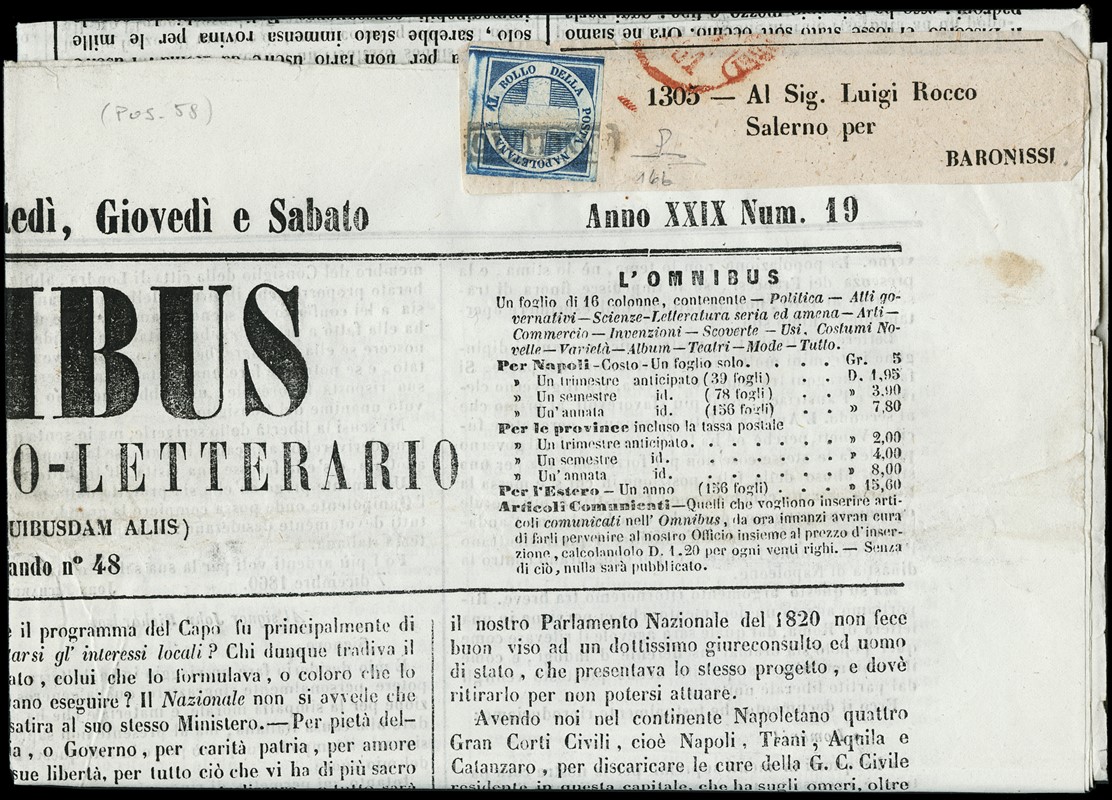 solo, sarebbe stato immensa rovina per le mille
(Pos. 58)
AL BOLLO DELLA POSTA NAPOLETANA
1305 — Al Sig. Luigi Rocco
Salerno per
BARONISSI
P
tedì, Giovedì e Sabato
Anno XXIX Num. 19
IBUS
O-LETTERARIO
UIBUSDAM ALIIS)
ando n° 48
L'OMNIBUS
Un foglio di 16 colonne, contenente — Politica — Atti go-
vernativi — Scienze-Letteratura seria ed amena — Arti —
Commercio — Invenzioni — Scoverte — Usi, Costumi No-
velle — Varietà — Album — Teatri — Mode — Tutto.
Per Napoli - Costo - Un foglio solo. . . . . Gr. 5
» Un trimestre anticipato (39 fogli) . . D. 1,95
» Un semestre id. (78 fogli) . . » 3,90
» Un'annata id. (156 fogli) . . » 7,80
Per le province incluso la tassa postale
» Un trimestre anticipato. . . . . . » 2,00
» Un semestre id. . . . . . » 4,00
» Un'annata id. . . . . . » 8,00
Per l'Estero — Un anno (156 fogli) . . . » 15,60
Articoli Comunicati — Quelli che vogliono inserire arti-
coli comunicati nell' Omnibus, da ora innanzi avran cura
di farli pervenire al nostro Officio insieme al prezzo d'inser-
zione, calcolandolo D. 1.20 per ogni venti righi. — Senza
di ciò, nulla sarà pubblicato.
e il programma del Capo fu principalmente di
arsi gl' interessi locali? Chi dunque tradiva il
ato, colui che lo formulava, o coloro che lo
ano eseguire? Il Nazionale non si avvede che
satira al suo stesso Ministero.—Per pietà del-
a, o Governo, per carità patria, per amore
sue libertà, per tutto ciò che vi ha di più sacro
il nostro Parlamento Nazionale del 1820 non fece
buon viso ad un dottissimo giureconsulto ed uomo
di stato, che presentava lo stesso progetto, e dovè
ritirarlo per non potersi attuare.
Avendo noi nel continente Napoletano quattro
Gran Corti Civili, cioè Napoli, Trani, Aquila e
Catanzaro, per discaricare le cure della G. C. Civile
residente in questa capitale, che ha sugli omeri, oltre